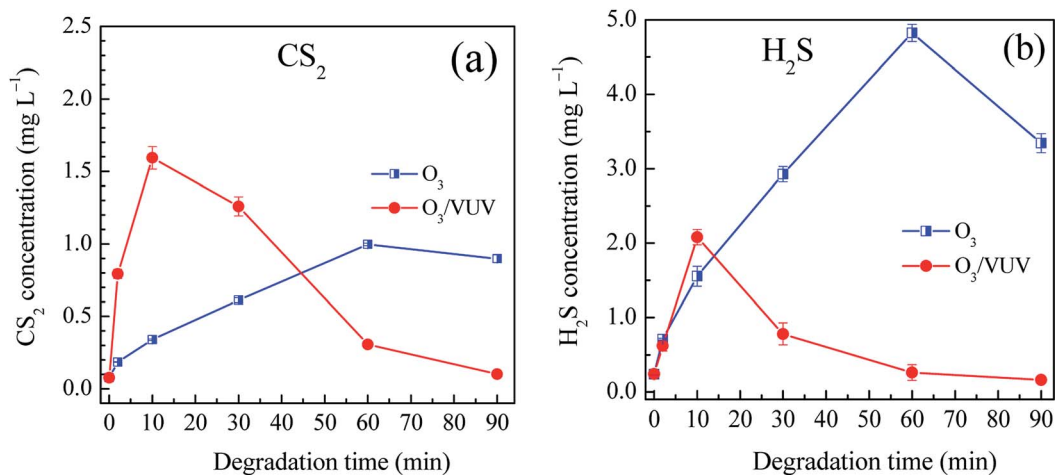 CS₂ (a)
2.5
2.0
1.5
1.0
0.5
0.0
CS₂ concentration (mg L⁻¹)
O₃
O₃/VUV
0 10 20 30 40 50 60 70 80 90
Degradation time (min)
H₂S (b)
5.0
4.0
3.0
2.0
1.0
0.0
H₂S concentration (mg L⁻¹)
O₃
O₃/VUV
0 10 20 30 40 50 60 70 80 90
Degradation time (min)